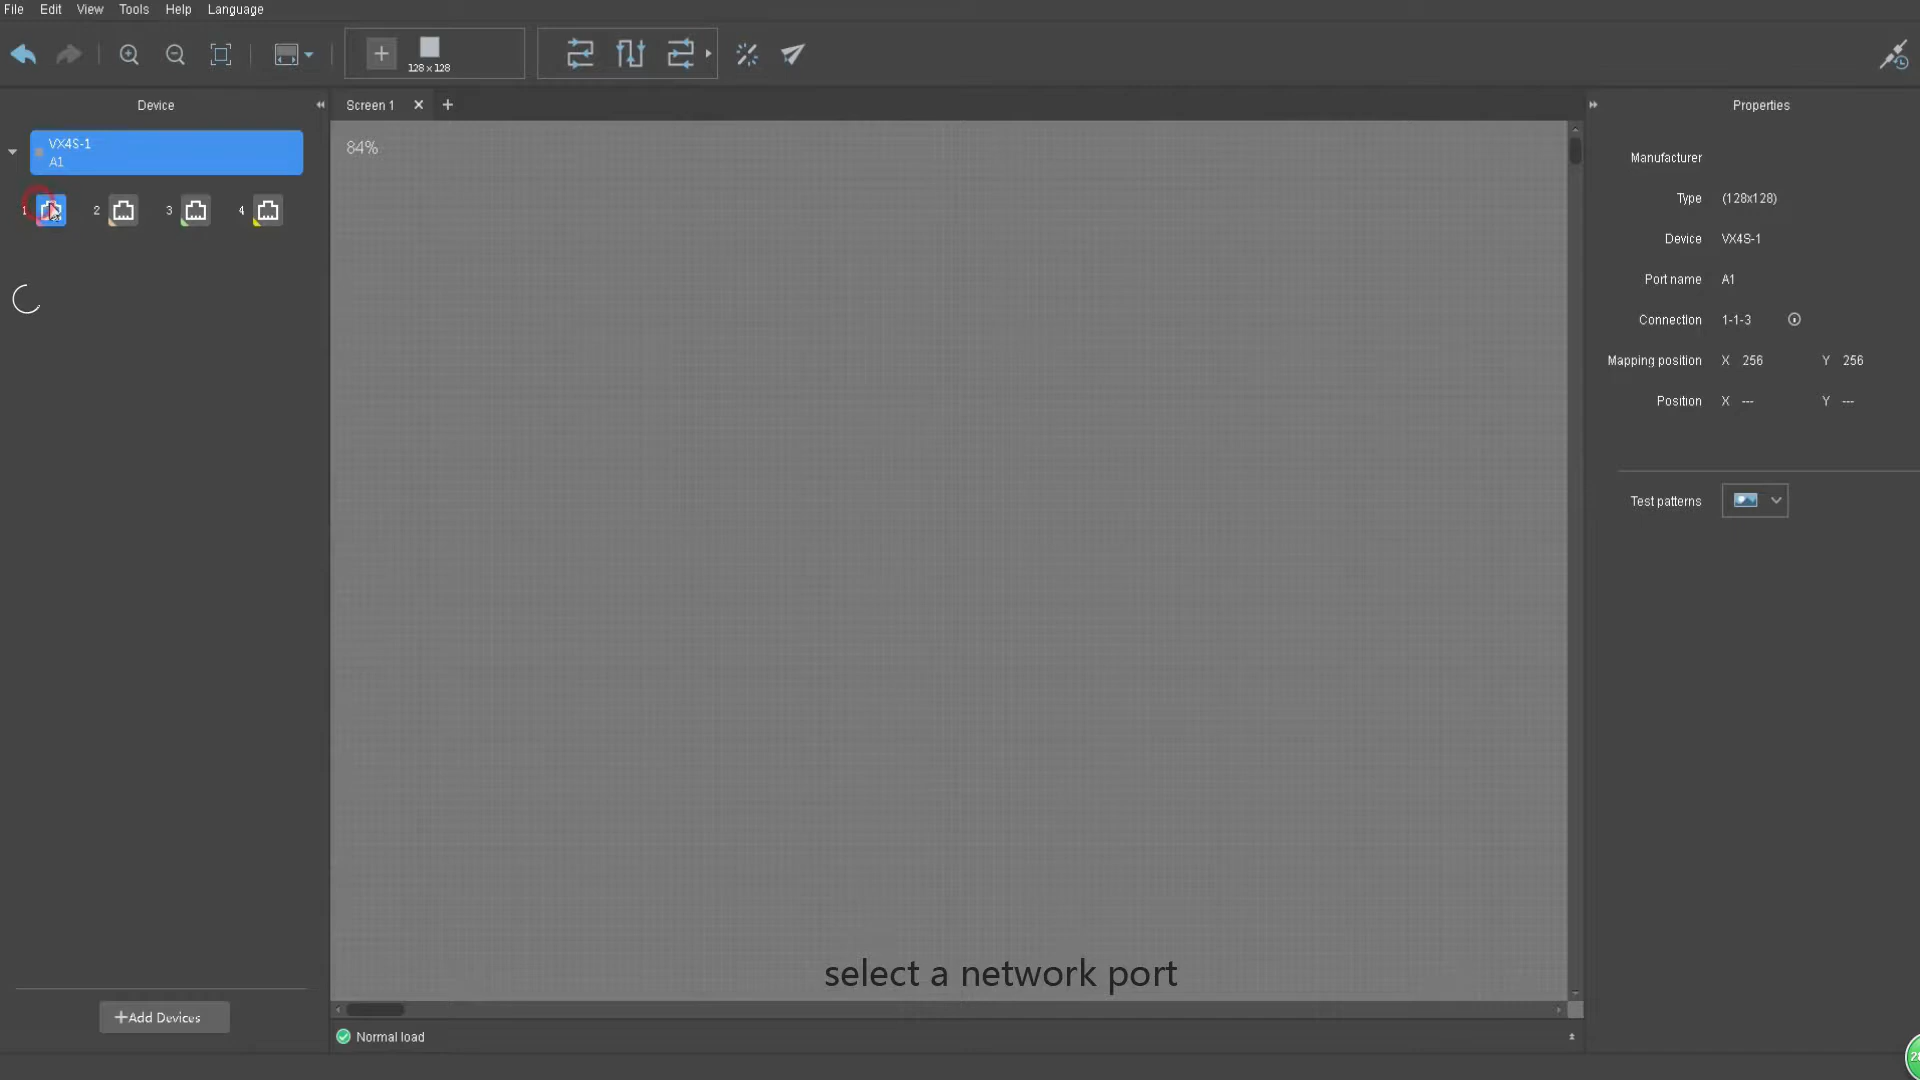 File Edit View Tools Help Language
128×128
Device
Screen 1
Properties
VX4S-1
A1
84%
1 2 3 4
Manufacturer
Type (128x128)
Device VX4S-1
Port name A1
Connection 1-1-3
Mapping position X 256 Y 256
Position X --- Y ---
Test patterns
select a network port
+Add Devices
Normal load